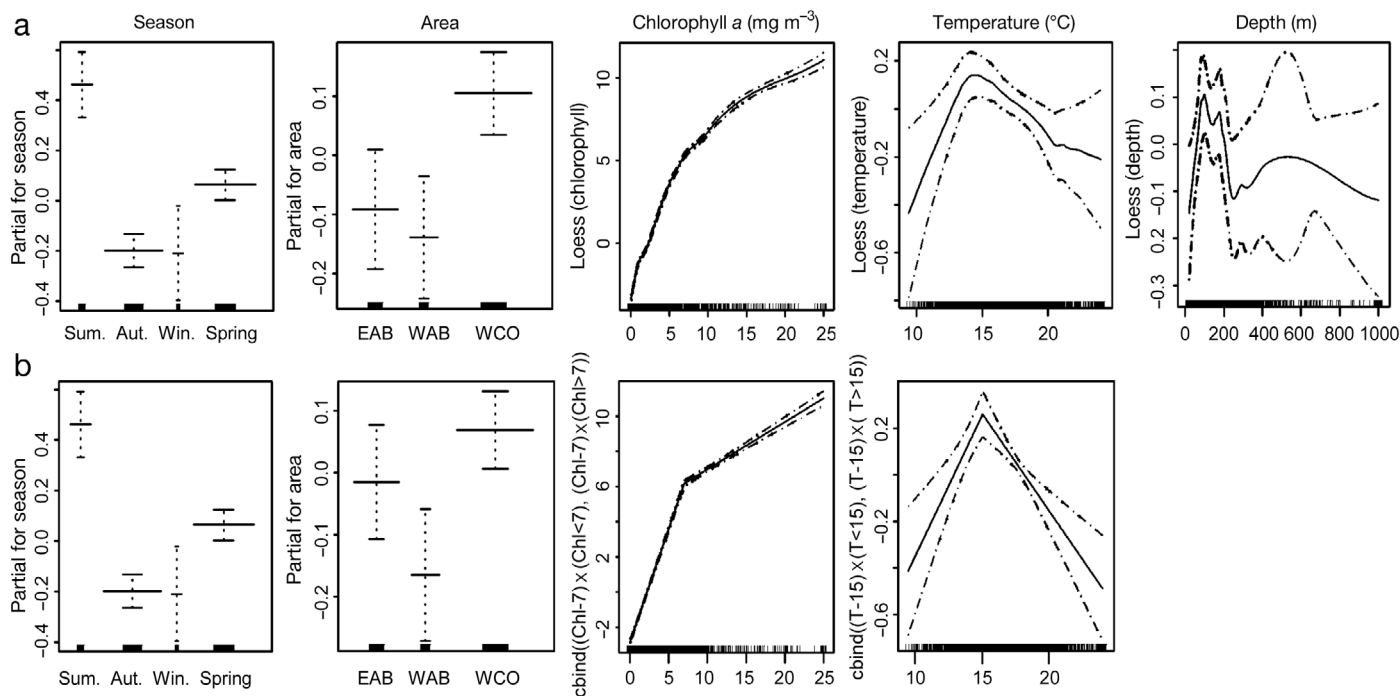 a
Season
Area
Chlorophyll a (mg m⁻³)
Temperature (°C)
Depth (m)
Partial for season
0.4
0.2
0.0
−0.2
−0.4
Sum. Aut. Win. Spring
Partial for area
0.1
0.0
−0.1
−0.2
EAB WAB WCO
Loess (chlorophyll)
10
5
0
0 5 10 15 20 25
Loess (temperature)
0.2
−0.2
−0.6
10 15 20
Loess (depth)
0.1
0.0
−0.1
0.2
−0.3
0 200 400 600 800 1000
b
Partial for season
0.4
0.2
0.0
−0.2
−0.4
Sum. Aut. Win. Spring
Partial for area
0.1
0.0
−0.1
−0.2
EAB WAB WCO
cbind((Chl-7)x(Chl<7), (Chl-7)x(Chl>7))
10
6
2
−2
0 5 10 15 20 25
cbind((T-15)x(T<15), (T-15)x( T>15))
0.2
−0.2
−0.6
10 15 20